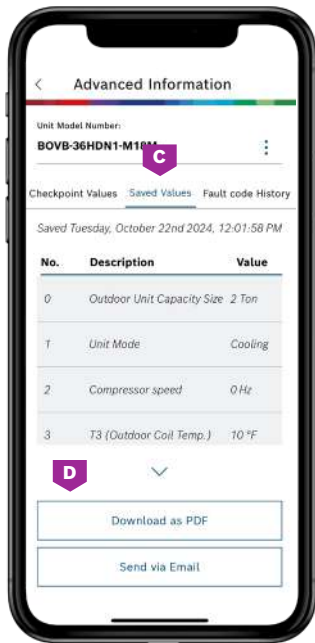 Advanced Information
Unit Model Number:
BOVB-36HDN1-M18M
C
Checkpoint Values Saved Values Fault code History
Saved Tuesday, October 22nd 2024, 12:01:58 PM
No. Description Value
0 Outdoor Unit Capacity Size 2 Ton
1 Unit Mode Cooling
2 Compressor speed 0 Hz
3 T3 (Outdoor Coil Temp.) 10 °F
D
Download as PDF
Send via Email